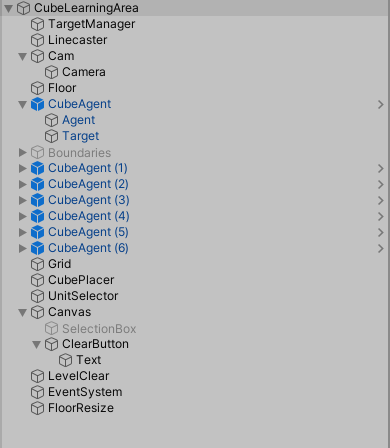 CubeLearningArea
TargetManager
Linecaster
Cam
Camera
Floor
CubeAgent
Agent
Target
Boundaries
CubeAgent (1)
CubeAgent (2)
CubeAgent (3)
CubeAgent (4)
CubeAgent (5)
CubeAgent (6)
Grid
CubePlacer
UnitSelector
Canvas
SelectionBox
ClearButton
Text
LevelClear
EventSystem
FloorResize